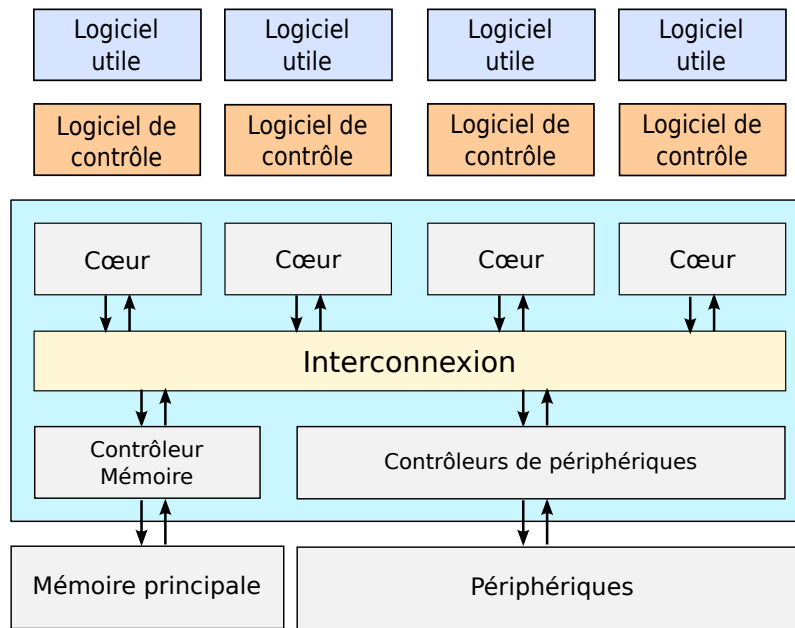 Logiciel
utile
Logiciel
utile
Logiciel
utile
Logiciel
utile
Logiciel de
contrôle
Logiciel de
contrôle
Logiciel de
contrôle
Logiciel de
contrôle
Cœur
Cœur
Cœur
Cœur
Interconnexion
Contrôleur
Mémoire
Contrôleurs de périphériques
Mémoire principale
Périphériques